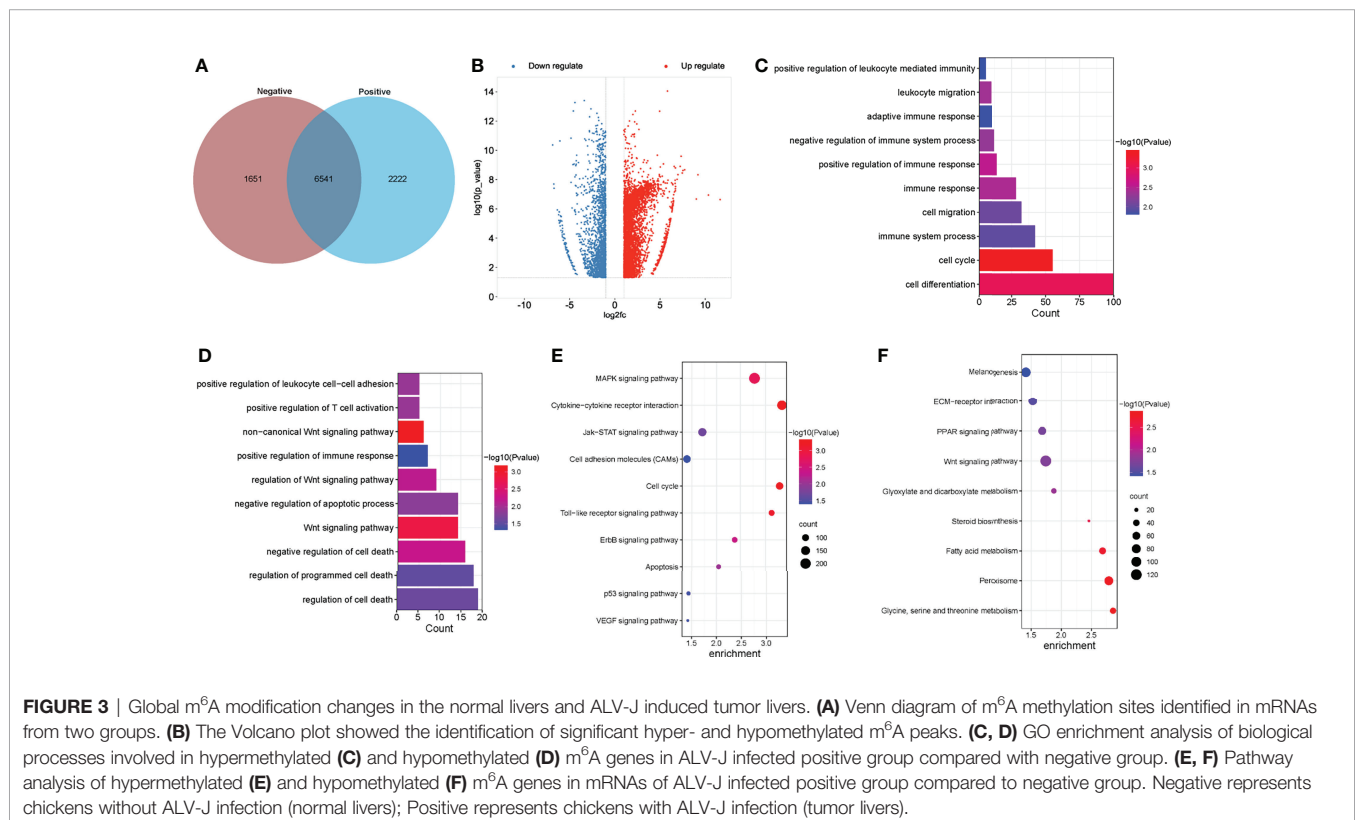 A
Negative
Positive
1651
6541
2222
B
Down regulate
Up regulate
log10(p_value)
14
12
10
8
6
4
2
0
-10
-5
0
5
10
log2fc
C
positive regulation of leukocyte mediated immunity
leukocyte migration
adaptive immune response
negative regulation of immune system process
positive regulation of immune response
immune response
cell migration
immune system process
cell cycle
cell differentiation
0
25
50
75
100
Count
−log10(Pvalue)
3.0
2.5
2.0
D
positive regulation of leukocyte cell-cell adhesion
positive regulation of T cell activation
non-canonical Wnt signaling pathway
positive regulation of immune response
regulation of Wnt signaling pathway
negative regulation of apoptotic process
Wnt signaling pathway
negative regulation of cell death
regulation of programmed cell death
regulation of cell death
0
5
10
15
20
Count
−log10(Pvalue)
3.0
2.5
2.0
1.5
E
MAPK signaling pathway
Cytokine-cytokine receptor interaction
Jak-STAT signaling pathway
Cell adhesion molecules (CAMs)
Cell cycle
Toll-like receptor signaling pathway
ErbB signaling pathway
Apoptosis
p53 signaling pathway
VEGF signaling pathway
1.5
2.0
2.5
3.0
enrichment
−log10(Pvalue)
3.0
2.5
2.0
1.5
count
100
150
200
F
Melanogenesis
ECM-receptor interaction
PPAR signaling pathway
Wnt signaling pathway
Glyoxylate and dicarboxylate metabolism
Steroid biosynthesis
Fatty acid metabolism
Peroxisome
Glycine, serine and threonine metabolism
1.5
2.0
2.5
enrichment
−log10(Pvalue)
2.5
2.0
1.5
count
20
40
60
80
100
120
FIGURE 3 | Global m⁶A modification changes in the normal livers and ALV-J induced tumor livers. (A) Venn diagram of m⁶A methylation sites identified in mRNAs
from two groups. (B) The Volcano plot showed the identification of significant hyper- and hypomethylated m⁶A peaks. (C, D) GO enrichment analysis of biological
processes involved in hypermethylated (C) and hypomethylated (D) m⁶A genes in ALV-J infected positive group compared with negative group. (E, F) Pathway
analysis of hypermethylated (E) and hypomethylated (F) m⁶A genes in mRNAs of ALV-J infected positive group compared to negative group. Negative represents
chickens without ALV-J infection (normal livers); Positive represents chickens with ALV-J infection (tumor livers).